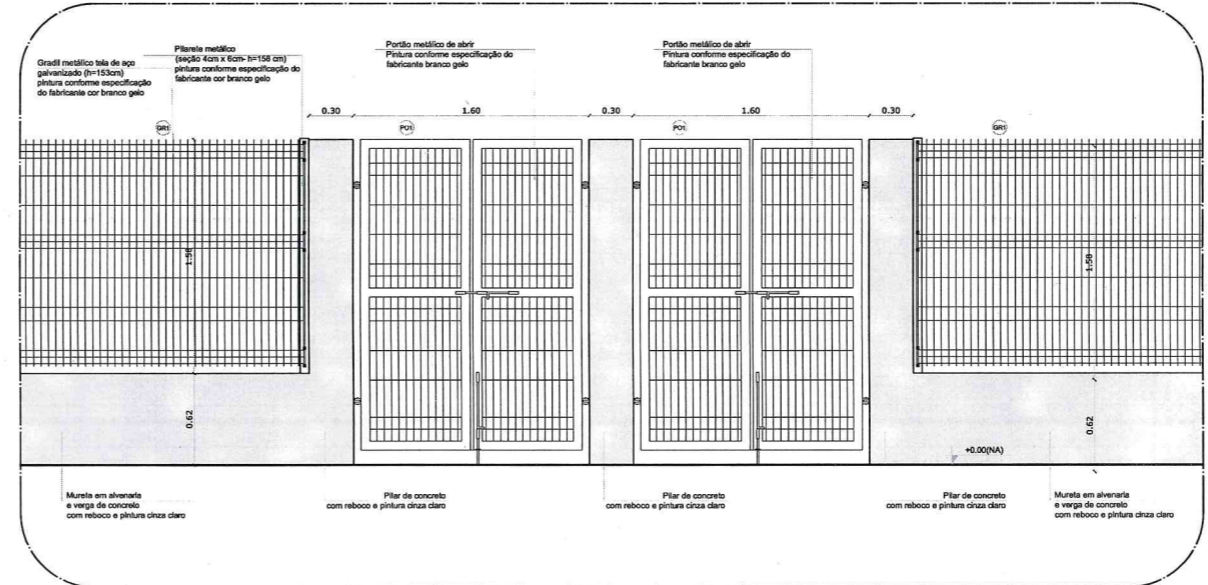 Gradil metálico tela de aço
galvanizado (h=153cm)
pintura conforme especificação
do fabricante cor branco gelo
Pilarete metálico
(seção 4cm x 6cm- h=158 cm)
pintura conforme especificação do
fabricante cor branco gelo
Portão metálico de abrir
Pintura conforme especificação do
fabricante branco gelo
Portão metálico de abrir
Pintura conforme especificação do
fabricante branco gelo
0.30
1.60
0.30
1.60
0.30
GR1
PO1
PO1
GR1
1.58
1.58
0.62
0.62
+0.00(NA)
Mureta em alvenaria
e verga de concreto
com reboco e pintura cinza claro
Pilar de concreto
com reboco e pintura cinza claro
Pilar de concreto
com reboco e pintura cinza claro
Pilar de concreto
com reboco e pintura cinza claro
Mureta em alvenaria
e verga de concreto
com reboco e pintura cinza claro